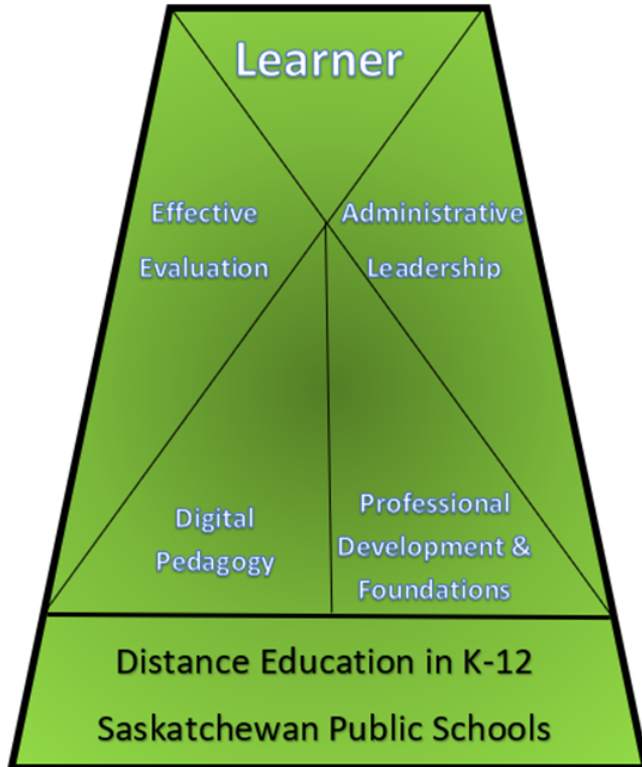 Learner
Effective
Evaluation
Administrative
Leadership
Digital
Pedagogy
Professional
Development &
Foundations
Distance Education in K-12
Saskatchewan Public Schools